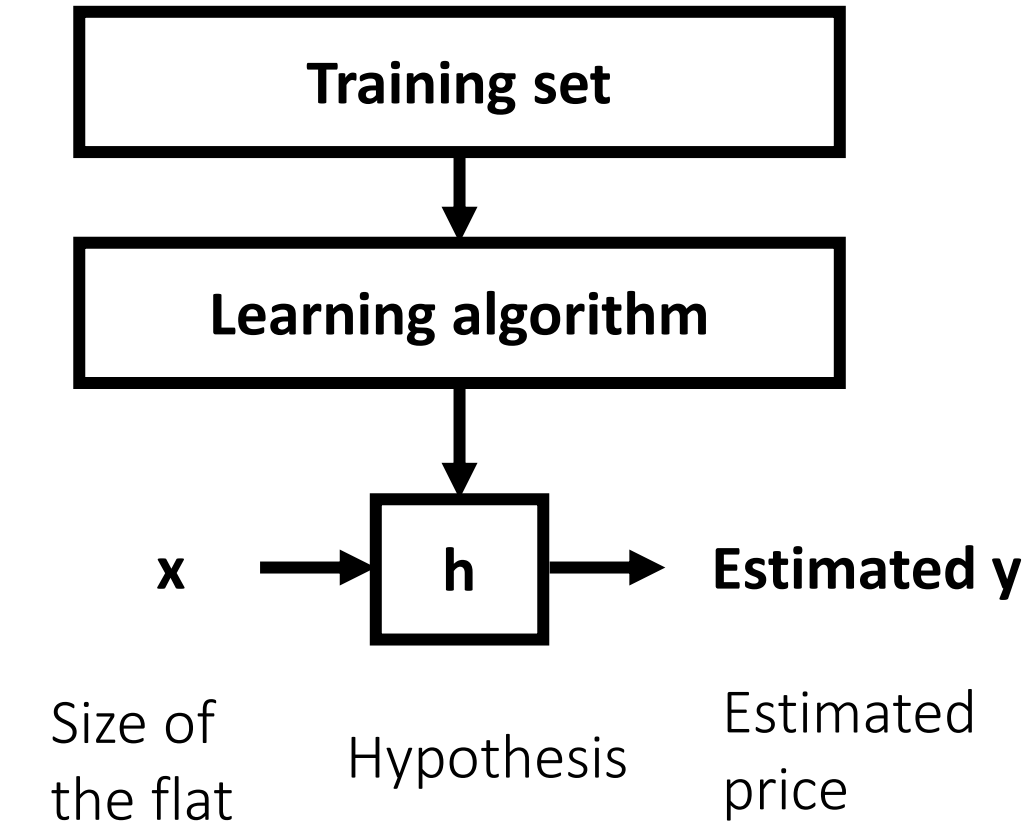 Training set
Learning algorithm
x
h
Estimated y
Size of
the flat
Hypothesis
Estimated
price